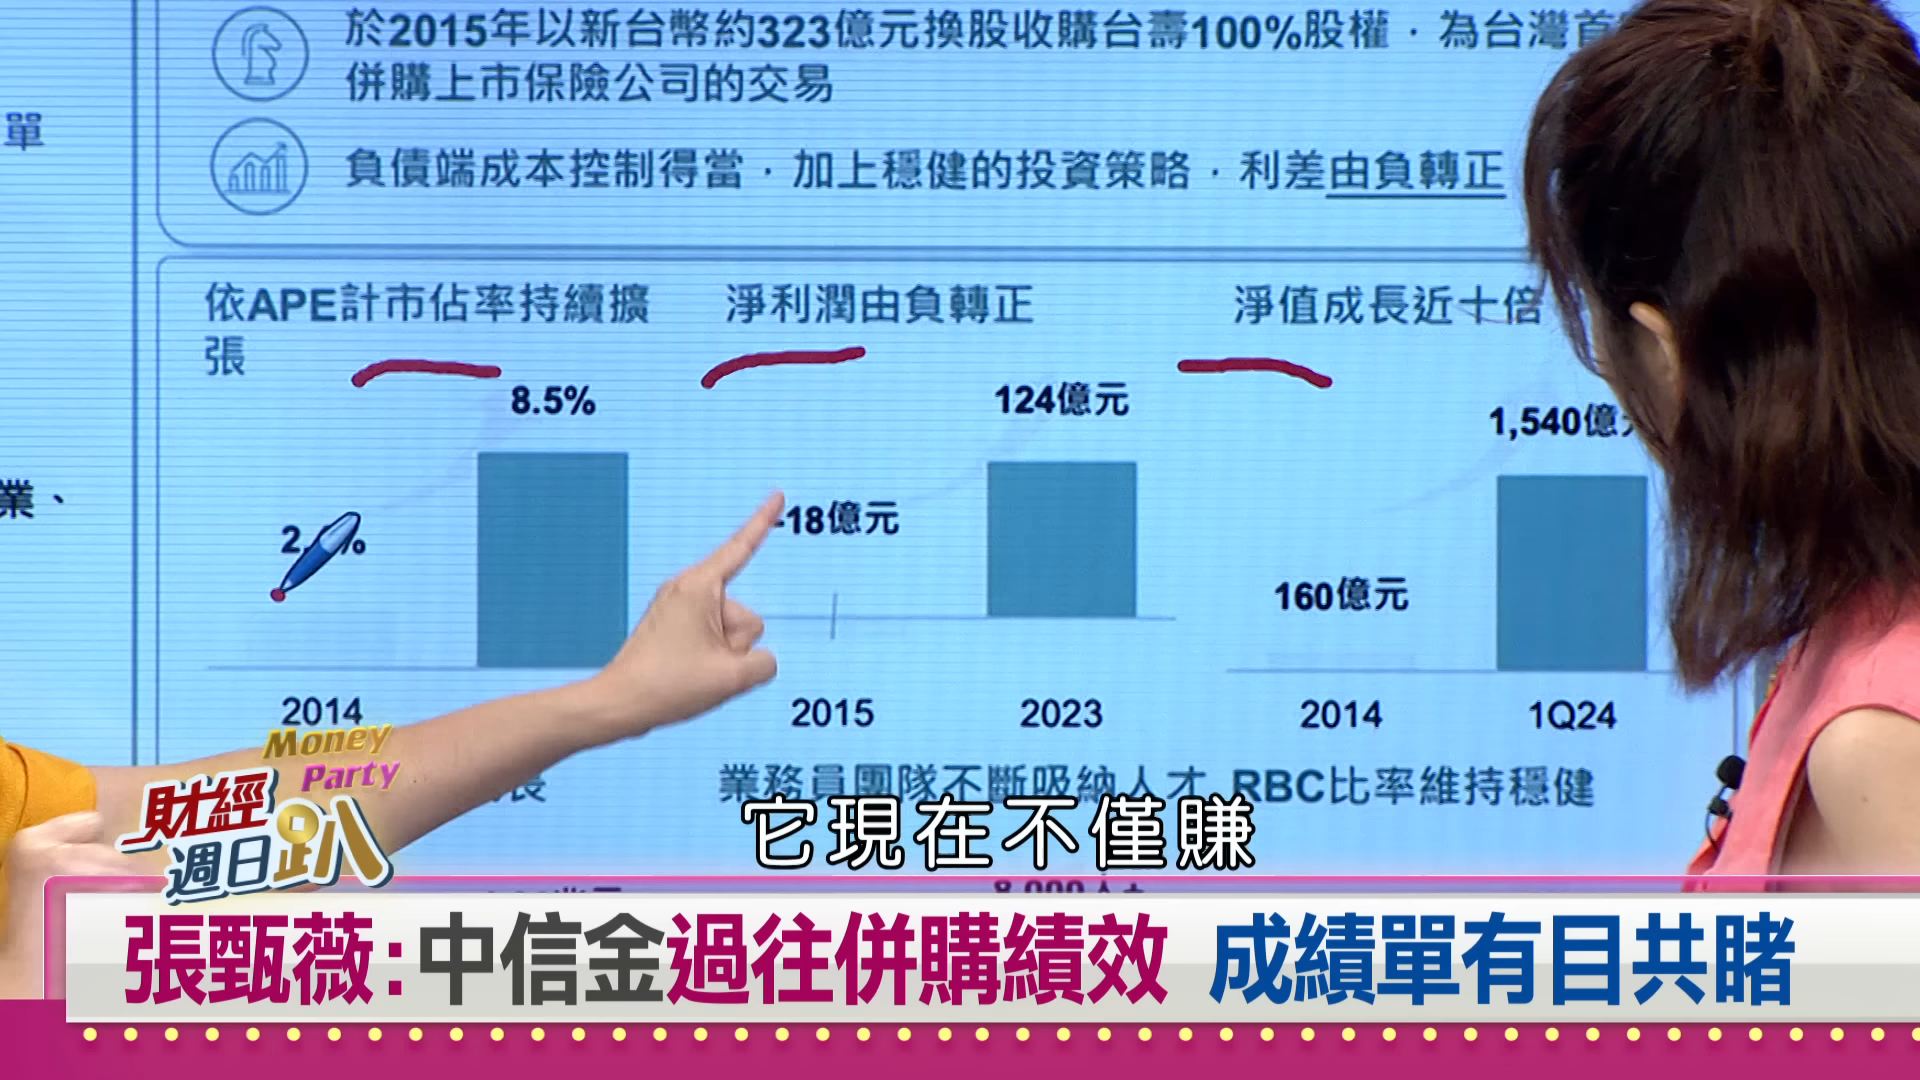 於2015年以新台幣約323億元換股收購台壽100%股權，為台灣首
併購上市保險公司的交易
單
負債端成本控制得當，加上穩健的投資策略，利差由負轉正
依APE計市佔率持續擴
張
淨利潤由負轉正
淨值成長近十倍
8.5%
124億元
1,540億
業、
-18億元
160億元
2014
2015
2023
2014
1Q24
業務員團隊不斷吸納人才
RBC比率維持穩健
Money
Party
財經
週日趴
它現在不僅賺
張甄薇:中信金過往併購績效 成績單有目共睹